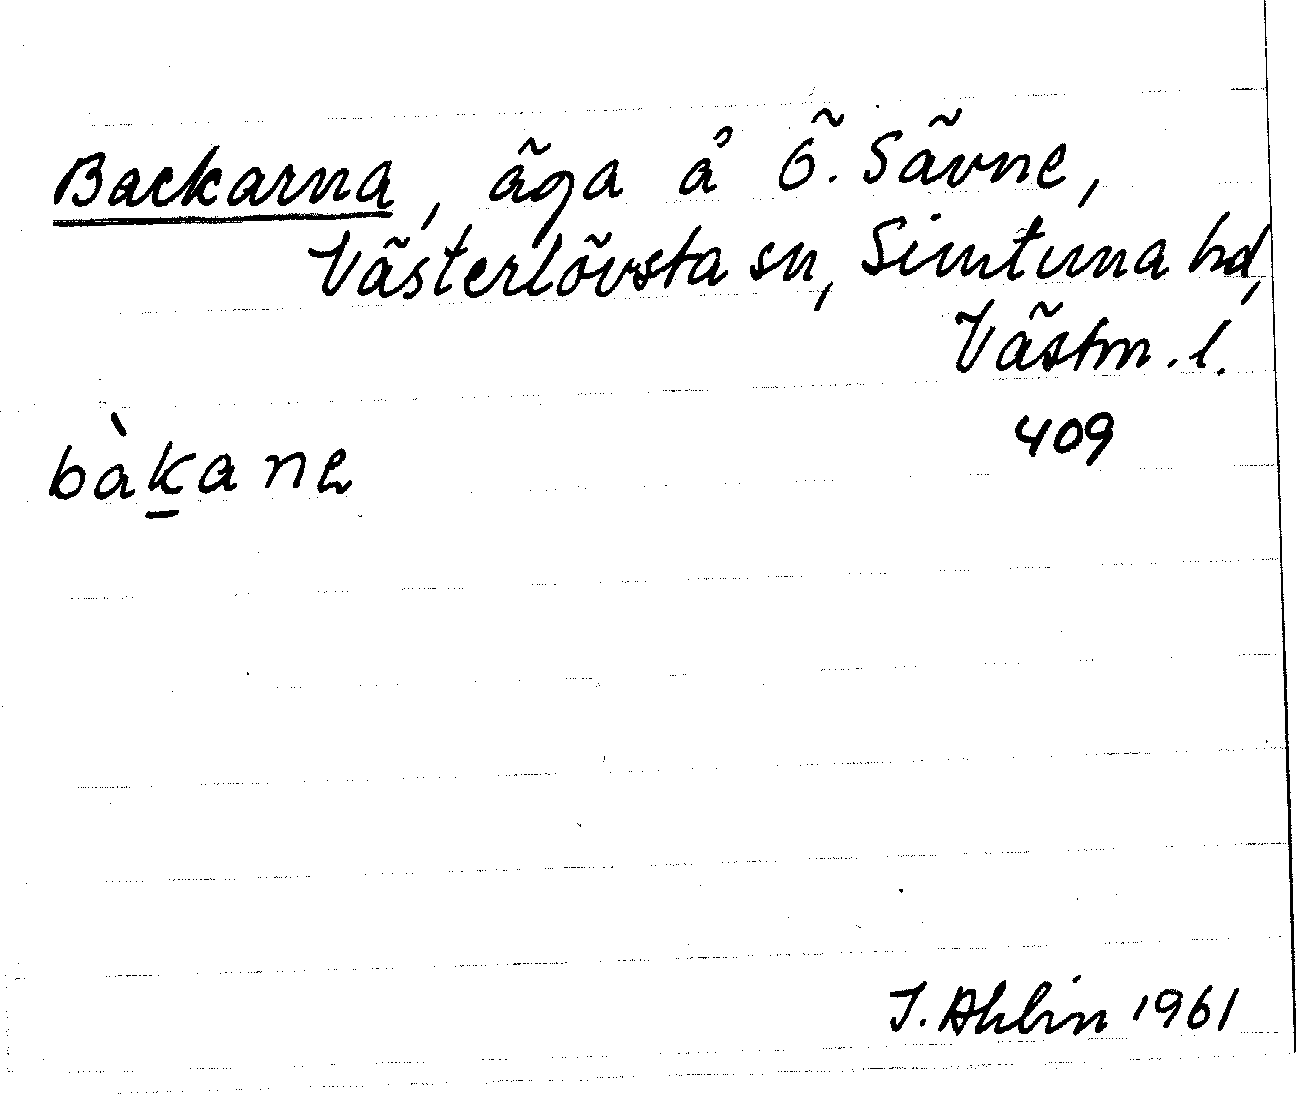 Backarna, äga å Ö. Sävne,
Västerlövsta sn, Simtuna hd,
Västm. l.
409
bàkane
I. Ahlin 1961